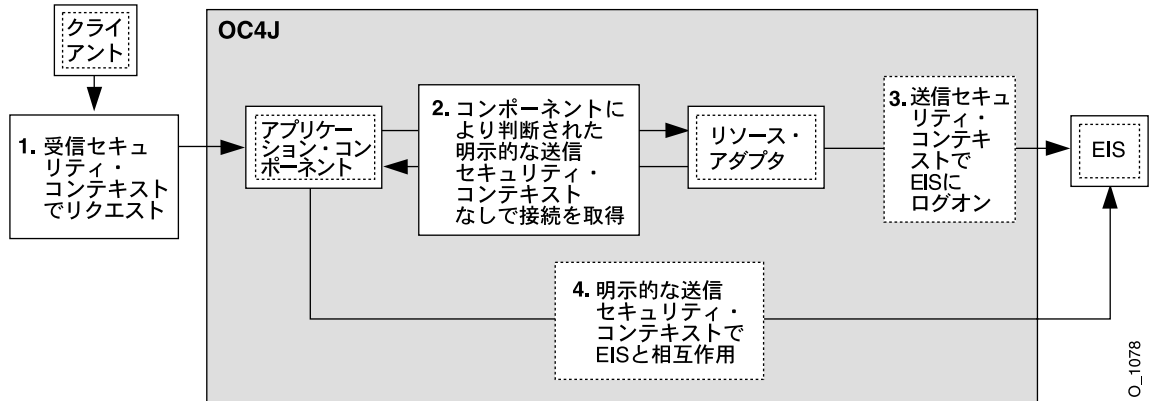 クライ
アント
OC4J
1. 受信セキュ
リティ・
コンテキスト
でリクエスト
アプリケー
ション・コン
ポーネント
2. コンポーネントに
より判断された
明示的な送信
セキュリティ・
コンテキスト
なしで接続を取得
リソース・
アダプタ
3. 送信セキュ
リティ・
コンテキ
ストで
EISに
ログオン
EIS
4. 明示的な送信
セキュリティ・
コンテキストで
EISと相互作用
O_1078